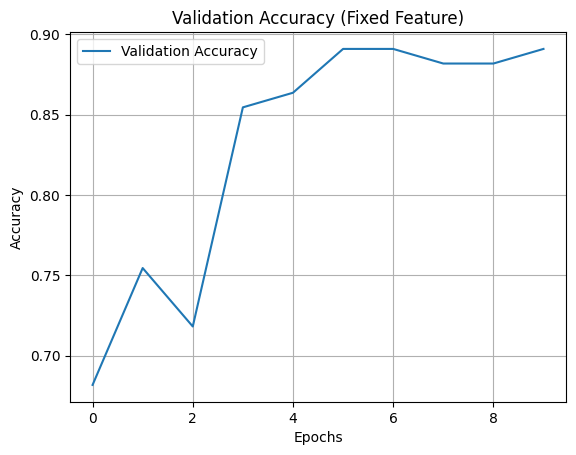 Validation Accuracy (Fixed Feature)
Validation Accuracy
0.90
0.85
0.80
0.75
0.70
Accuracy
0 2 4 6 8
Epochs